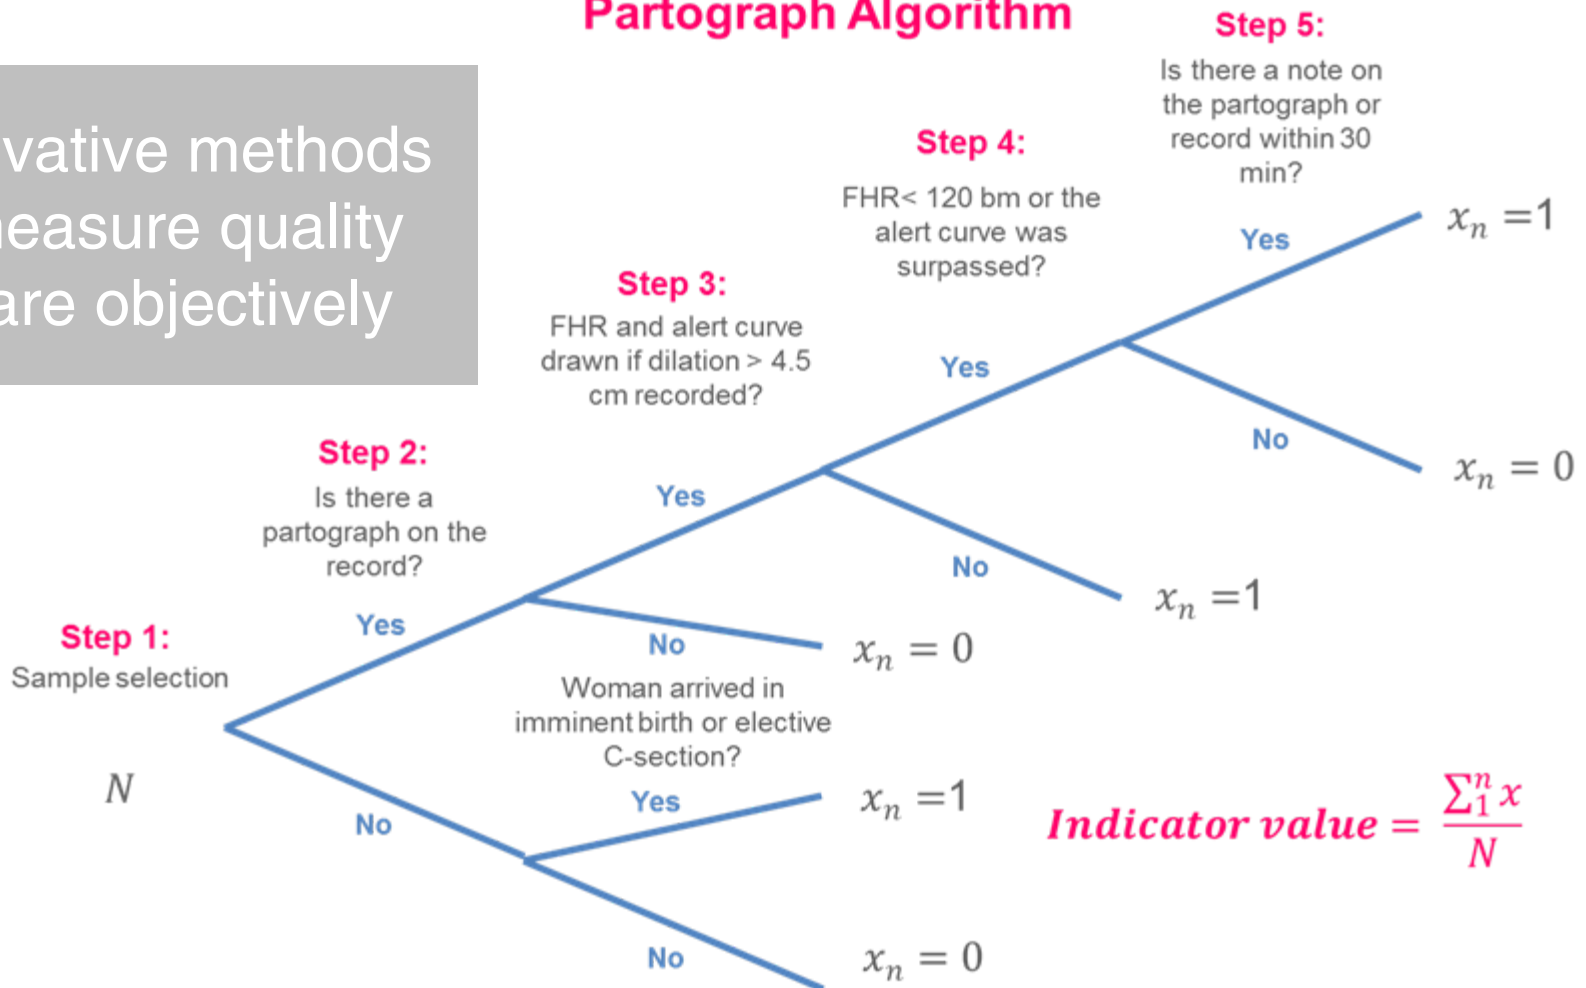 Partograph Algorithm
vative methods
easure quality
are objectively
Step 1:
Sample selection
N
Yes
No
Step 2:
Is there a
partograph on the
record?
Yes
No
Woman arrived in
imminent birth or elective
C-section?
Yes
No
Step 3:
FHR and alert curve
drawn if dilation > 4.5
cm recorded?
Yes
No
Step 4:
FHR< 120 bm or the
alert curve was
surpassed?
Yes
No
Step 5:
Is there a note on
the partograph or
record within 30
min?
xₙ =1
xₙ = 0
xₙ =1
xₙ = 0
xₙ =1
xₙ = 0
Indicator value = ∑₁ⁿ x / N